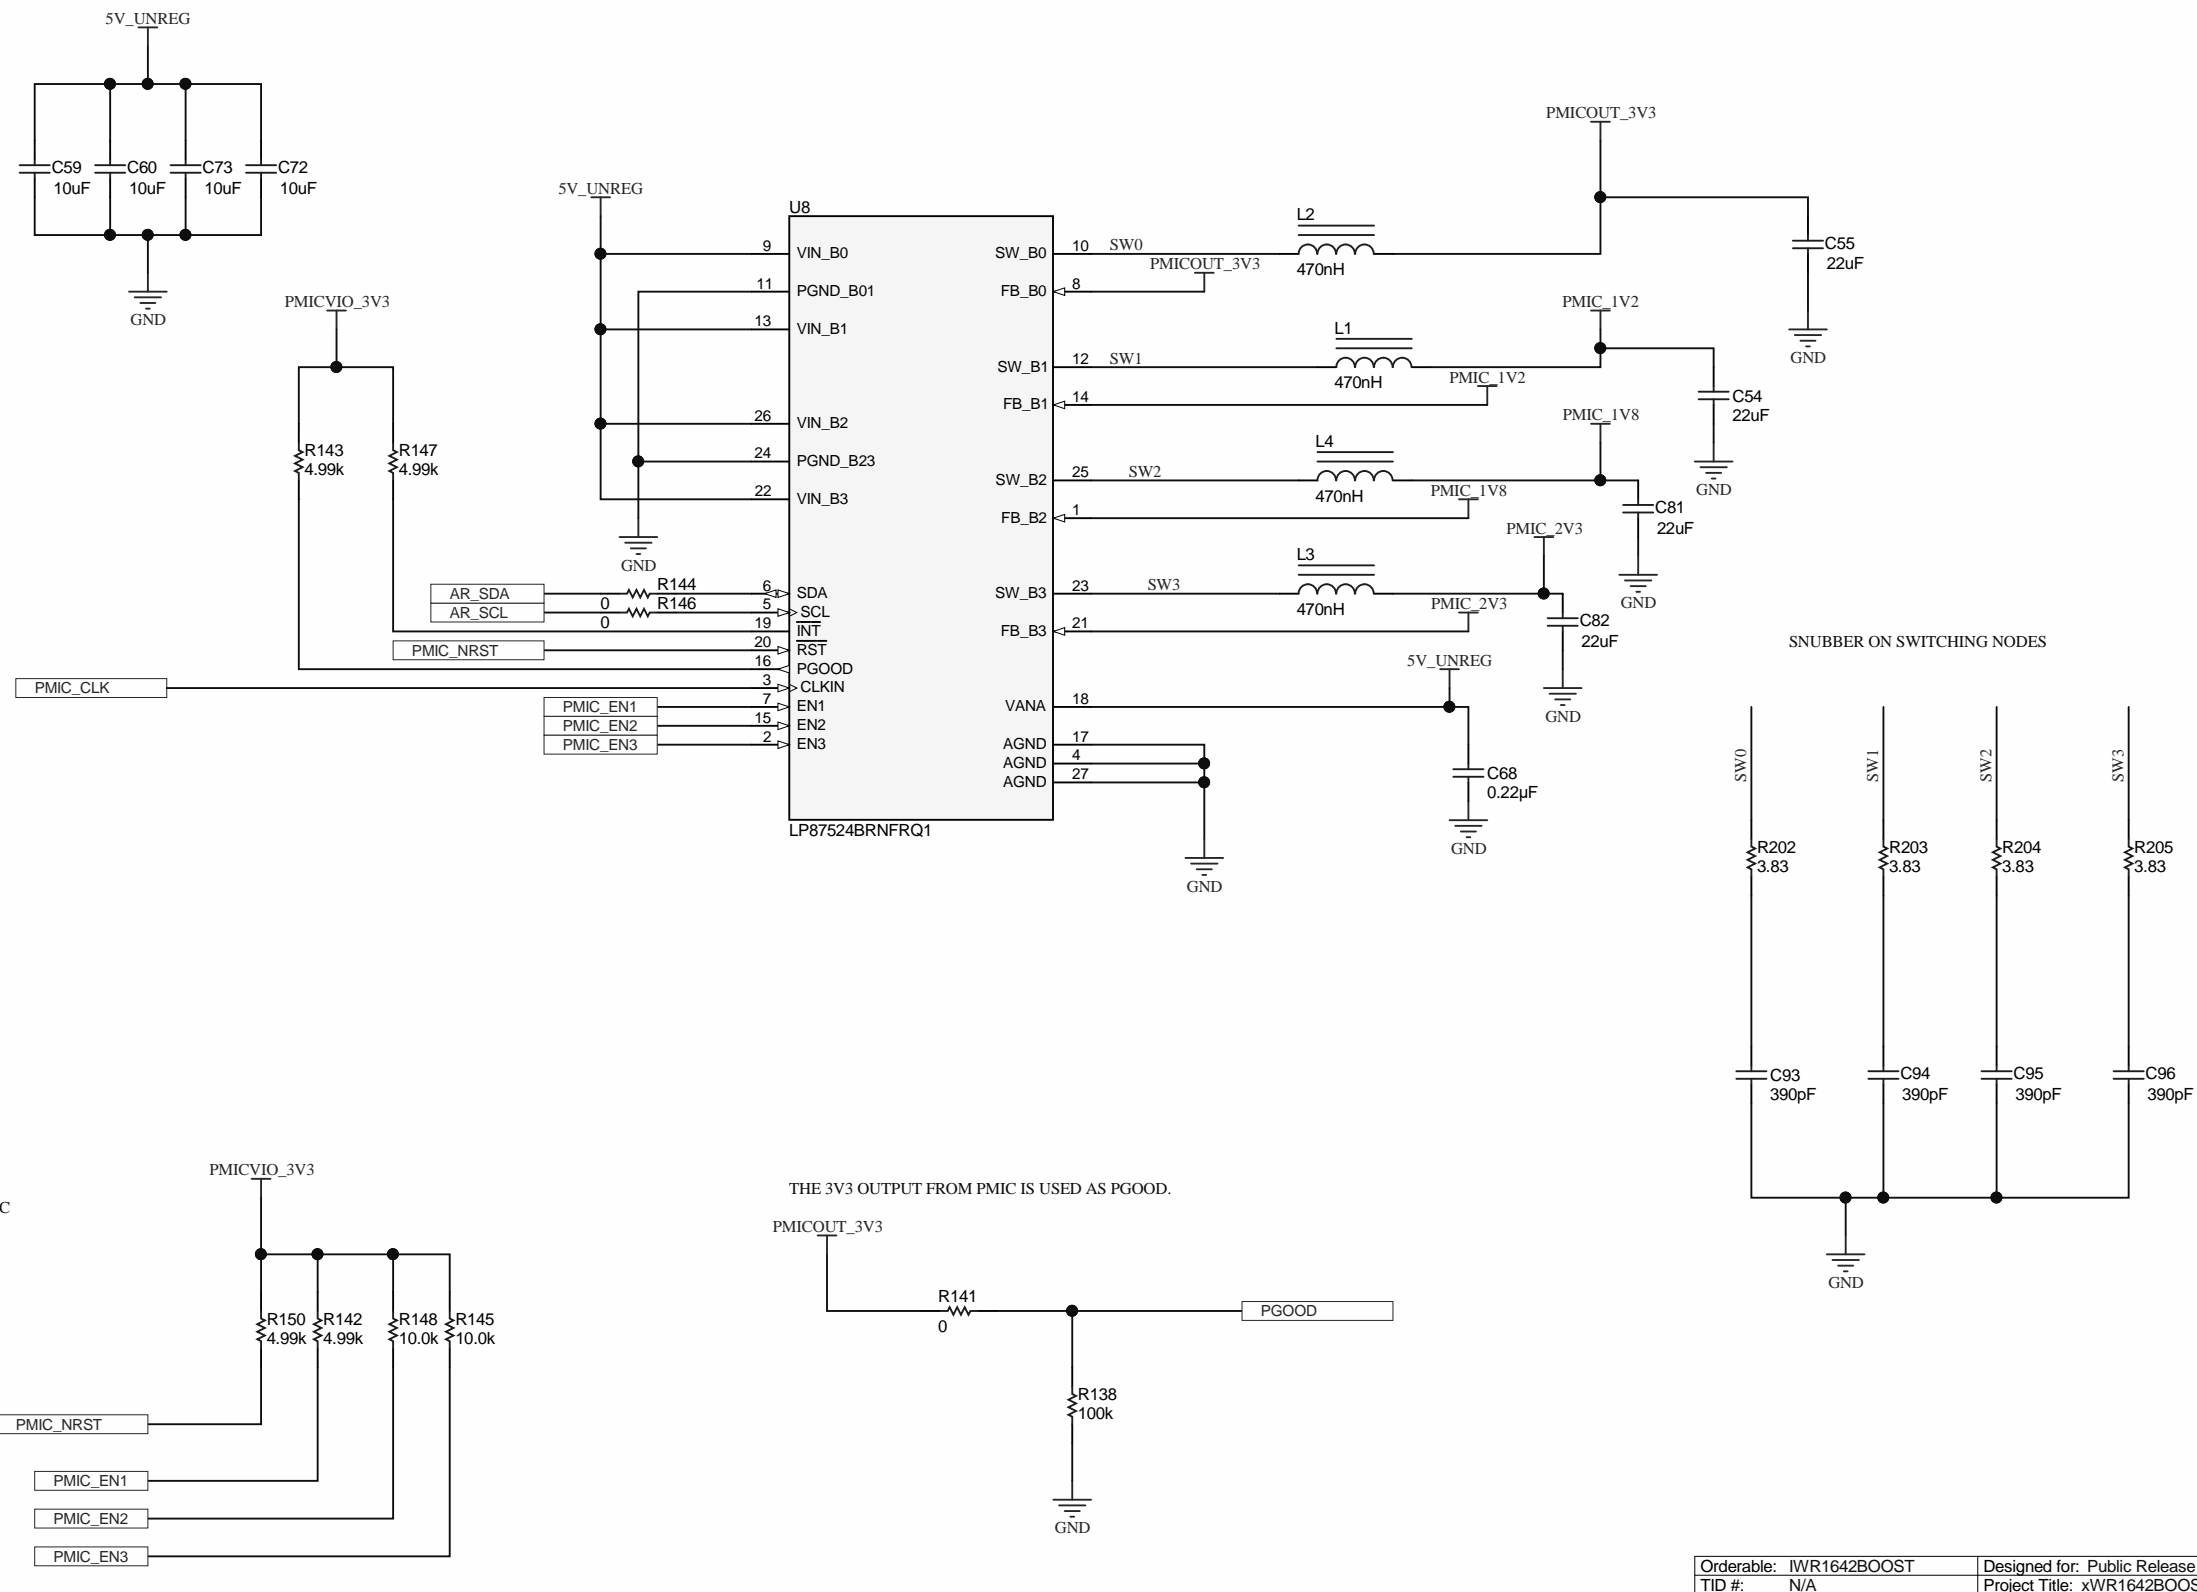 5V_UNREG
C59
10uF
C60
10uF
C73
10uF
C72
10uF
GND
PMICVIO_3V3
R143
4.99k
R147
4.99k
5V_UNREG
GND
AR_SDA
AR_SCL
R144
0
R146
0
PMIC_NRST
PMIC_CLK
PMIC_EN1
PMIC_EN2
PMIC_EN3
U8
9 VIN_B0
11 PGND_B01
13 VIN_B1
26 VIN_B2
24 PGND_B23
22 VIN_B3
6 SDA
5 SCL
19 INT
20 RST
16 PGOOD
3 CLKIN
7 EN1
15 EN2
2 EN3
SW_B0 10 SW0
FB_B0 8
SW_B1 12 SW1
FB_B1 14
SW_B2 25 SW2
FB_B2 1
SW_B3 23 SW3
FB_B3 21
VANA 18
AGND 17
AGND 4
AGND 27
LP87524BRNFRQ1
GND
PMICOUT_3V3
L2
470nH
PMICOUT_3V3
C55
22uF
GND
L1
470nH
PMIC_1V2
PMIC_1V2
C54
22uF
GND
L4
470nH
PMIC_1V8
PMIC_1V8
C81
22uF
GND
L3
470nH
PMIC_2V3
PMIC_2V3
C82
22uF
GND
5V_UNREG
C68
0.22µF
GND
SNUBBER ON SWITCHING NODES
SW0
SW1
SW2
SW3
R202
3.83
R203
3.83
R204
3.83
R205
3.83
C93
390pF
C94
390pF
C95
390pF
C96
390pF
GND
C
PMICVIO_3V3
R150
4.99k
R142
4.99k
R148
10.0k
R145
10.0k
PMIC_NRST
PMIC_EN1
PMIC_EN2
PMIC_EN3
THE 3V3 OUTPUT FROM PMIC IS USED AS PGOOD.
PMICOUT_3V3
R141
0
PGOOD
R138
100k
GND
Orderable: IWR1642BOOST
Designed for: Public Release
TID #: N/A
Project Title: xWR1642BOOS